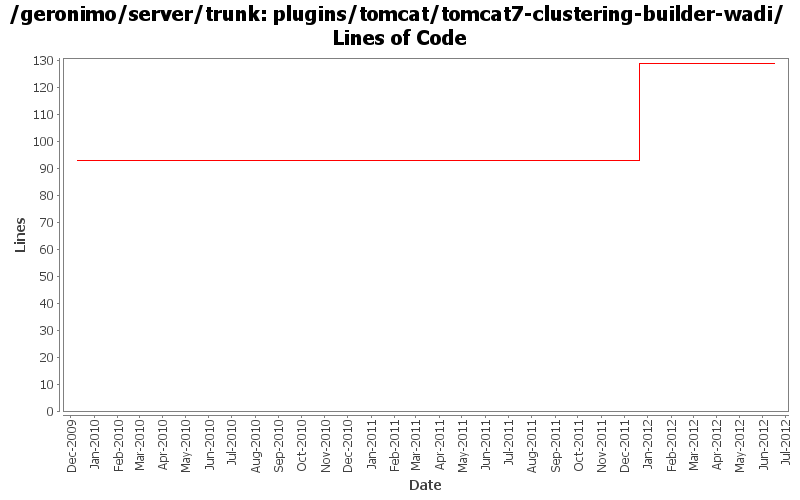 /geronimo/server/trunk: plugins/tomcat/tomcat7-clustering-builder-wadi/
Lines of Code
130
120
110
100
90
80
70
60
50
40
30
20
10
0
Lines
Dec-2009
Jan-2010
Feb-2010
Mar-2010
Apr-2010
May-2010
Jun-2010
Jul-2010
Aug-2010
Sep-2010
Oct-2010
Nov-2010
Dec-2010
Jan-2011
Feb-2011
Mar-2011
Apr-2011
May-2011
Jun-2011
Jul-2011
Aug-2011
Sep-2011
Oct-2011
Nov-2011
Dec-2011
Jan-2012
Feb-2012
Mar-2012
Apr-2012
May-2012
Jun-2012
Jul-2012
Date